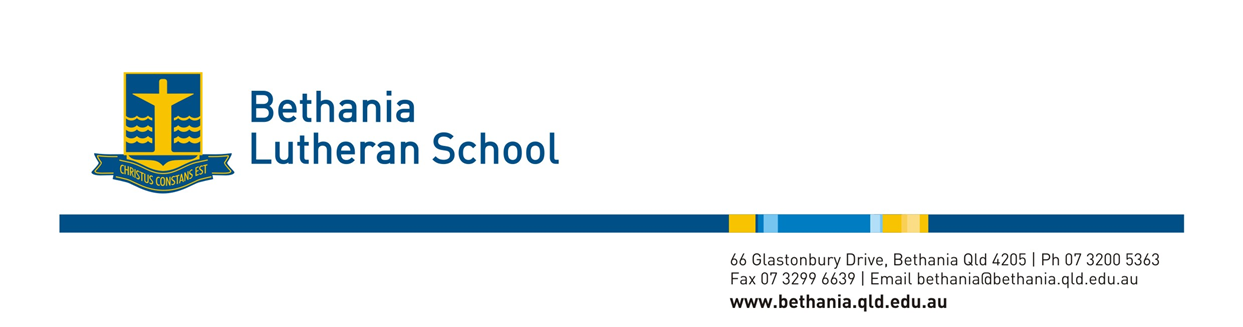 Bethania
Lutheran School
CHRISTUS CONSTANS EST
66 Glastonbury Drive, Bethania Qld 4205 | Ph 07 3200 5363
Fax 07 3299 6639 | Email bethania@bethania.qld.edu.au
www.bethania.qld.edu.au